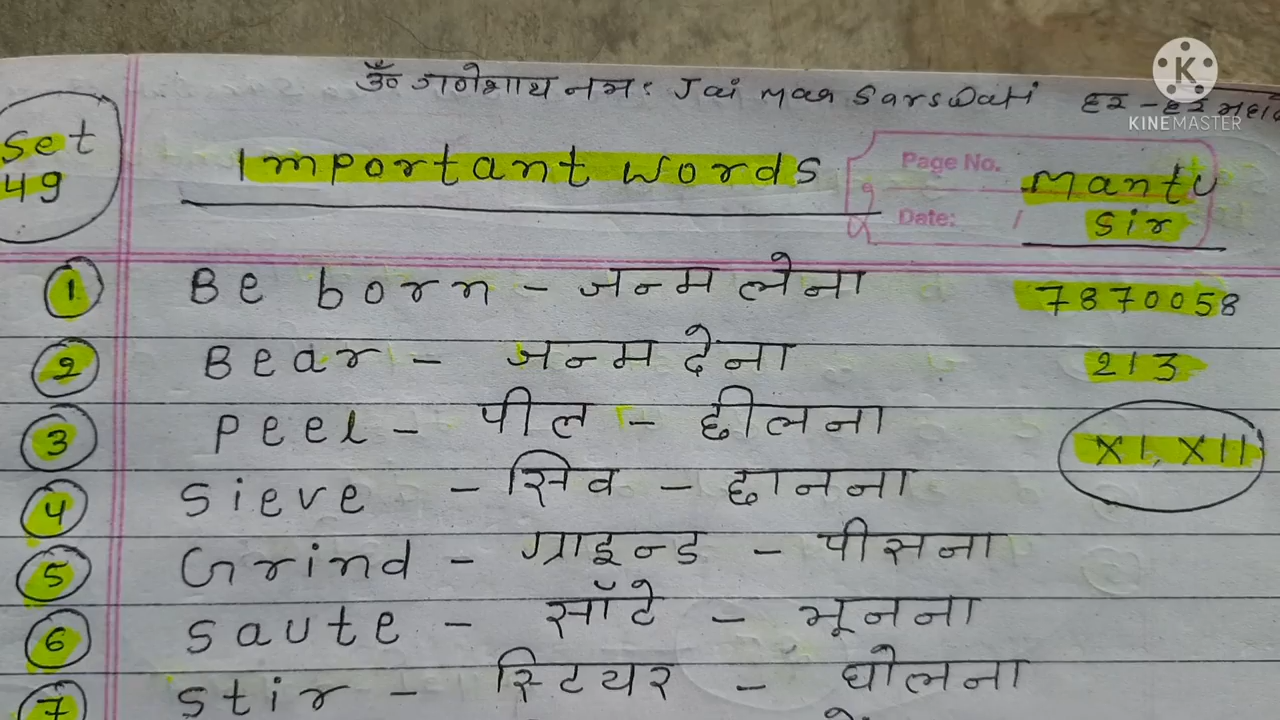 ॐ गणेशाय नमः Jai maa Sarswati हर-हर
KINEMASTER
Set 49
Important words
Page No.
Date: /
Mantu Sir
① Be born - जन्म लेना
7870058
② Bear - जन्म देना
213
③ Peel - पील - छीलना
XI, XII
④ Sieve - सिव - छानना
⑤ Grind - ग्राइन्ड - पीसना
⑥ Saute - सॉटे - भूनना
⑦ Stir - स्टियर - घोलना